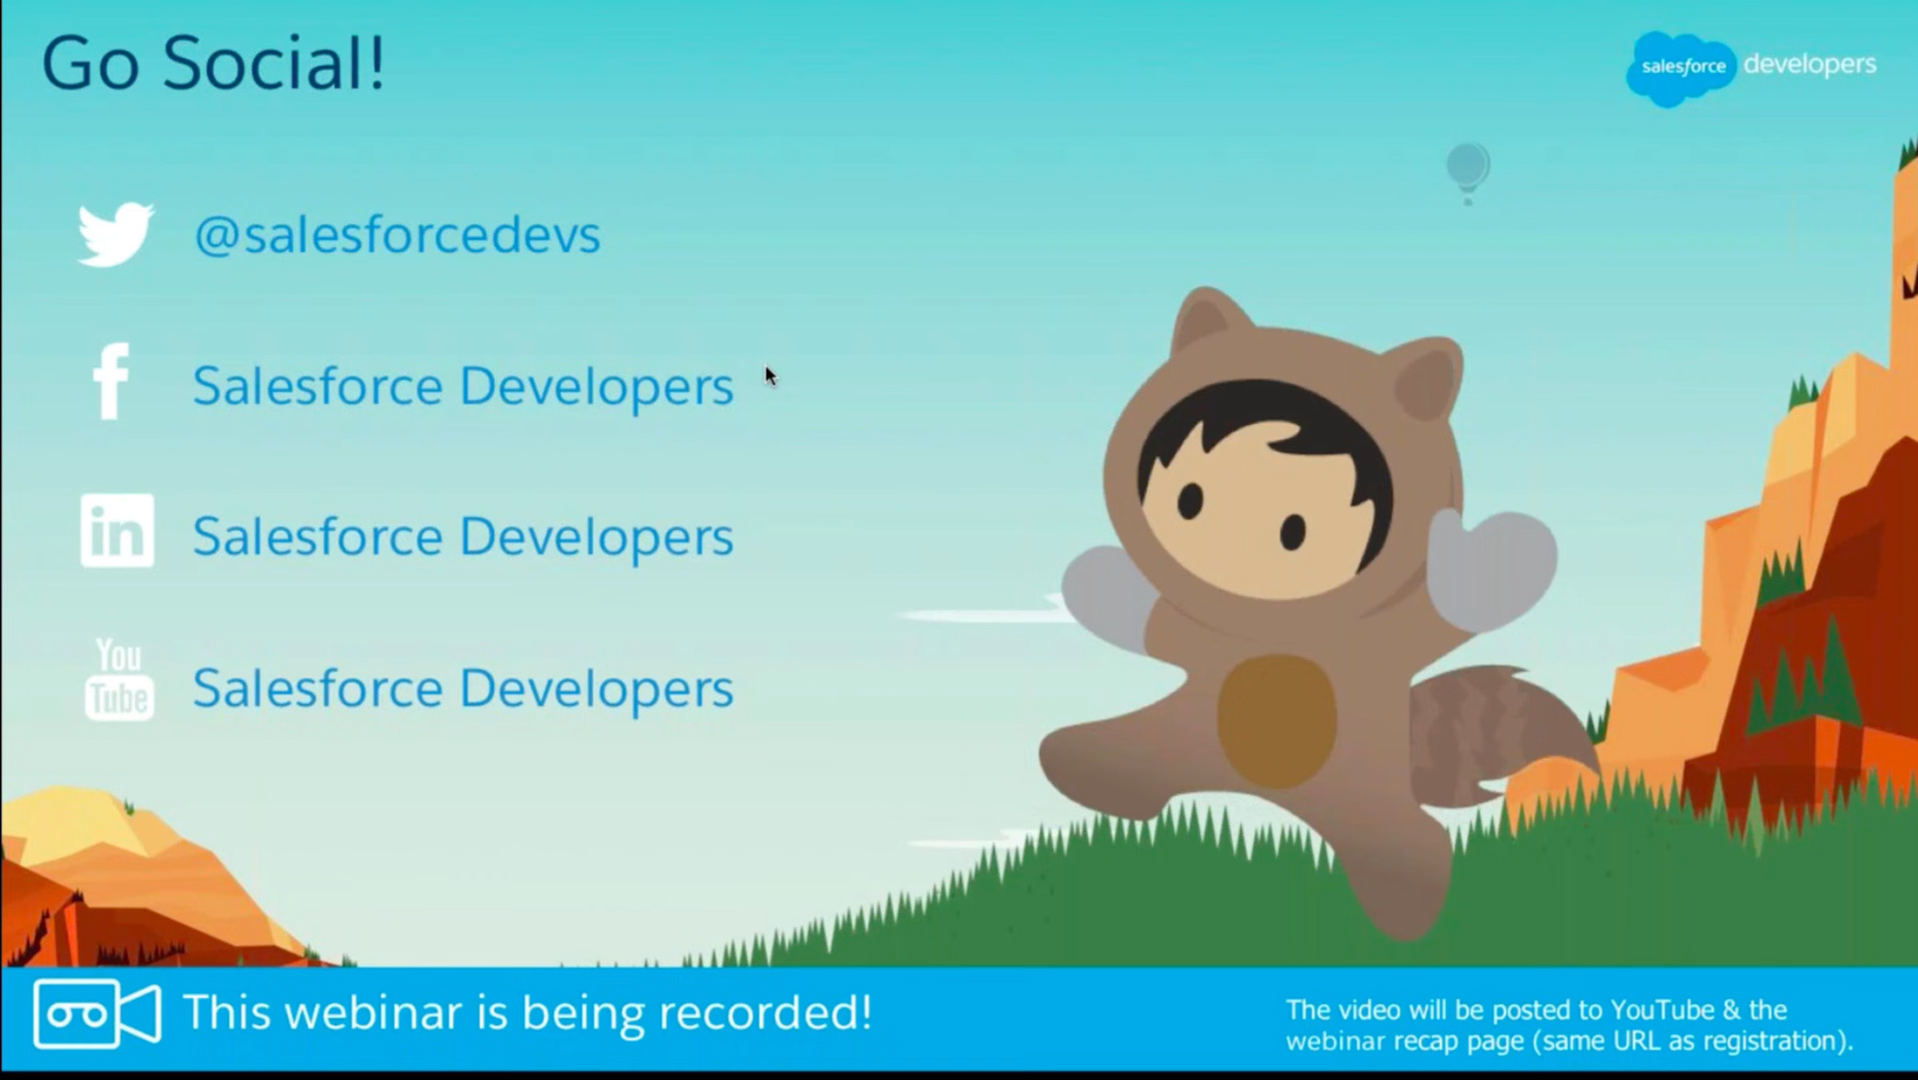 Go Social!
salesforce developers
@salesforcedevs
f Salesforce Developers
in Salesforce Developers
You
Tube Salesforce Developers
This webinar is being recorded!
The video will be posted to YouTube & the
webinar recap page (same URL as registration).